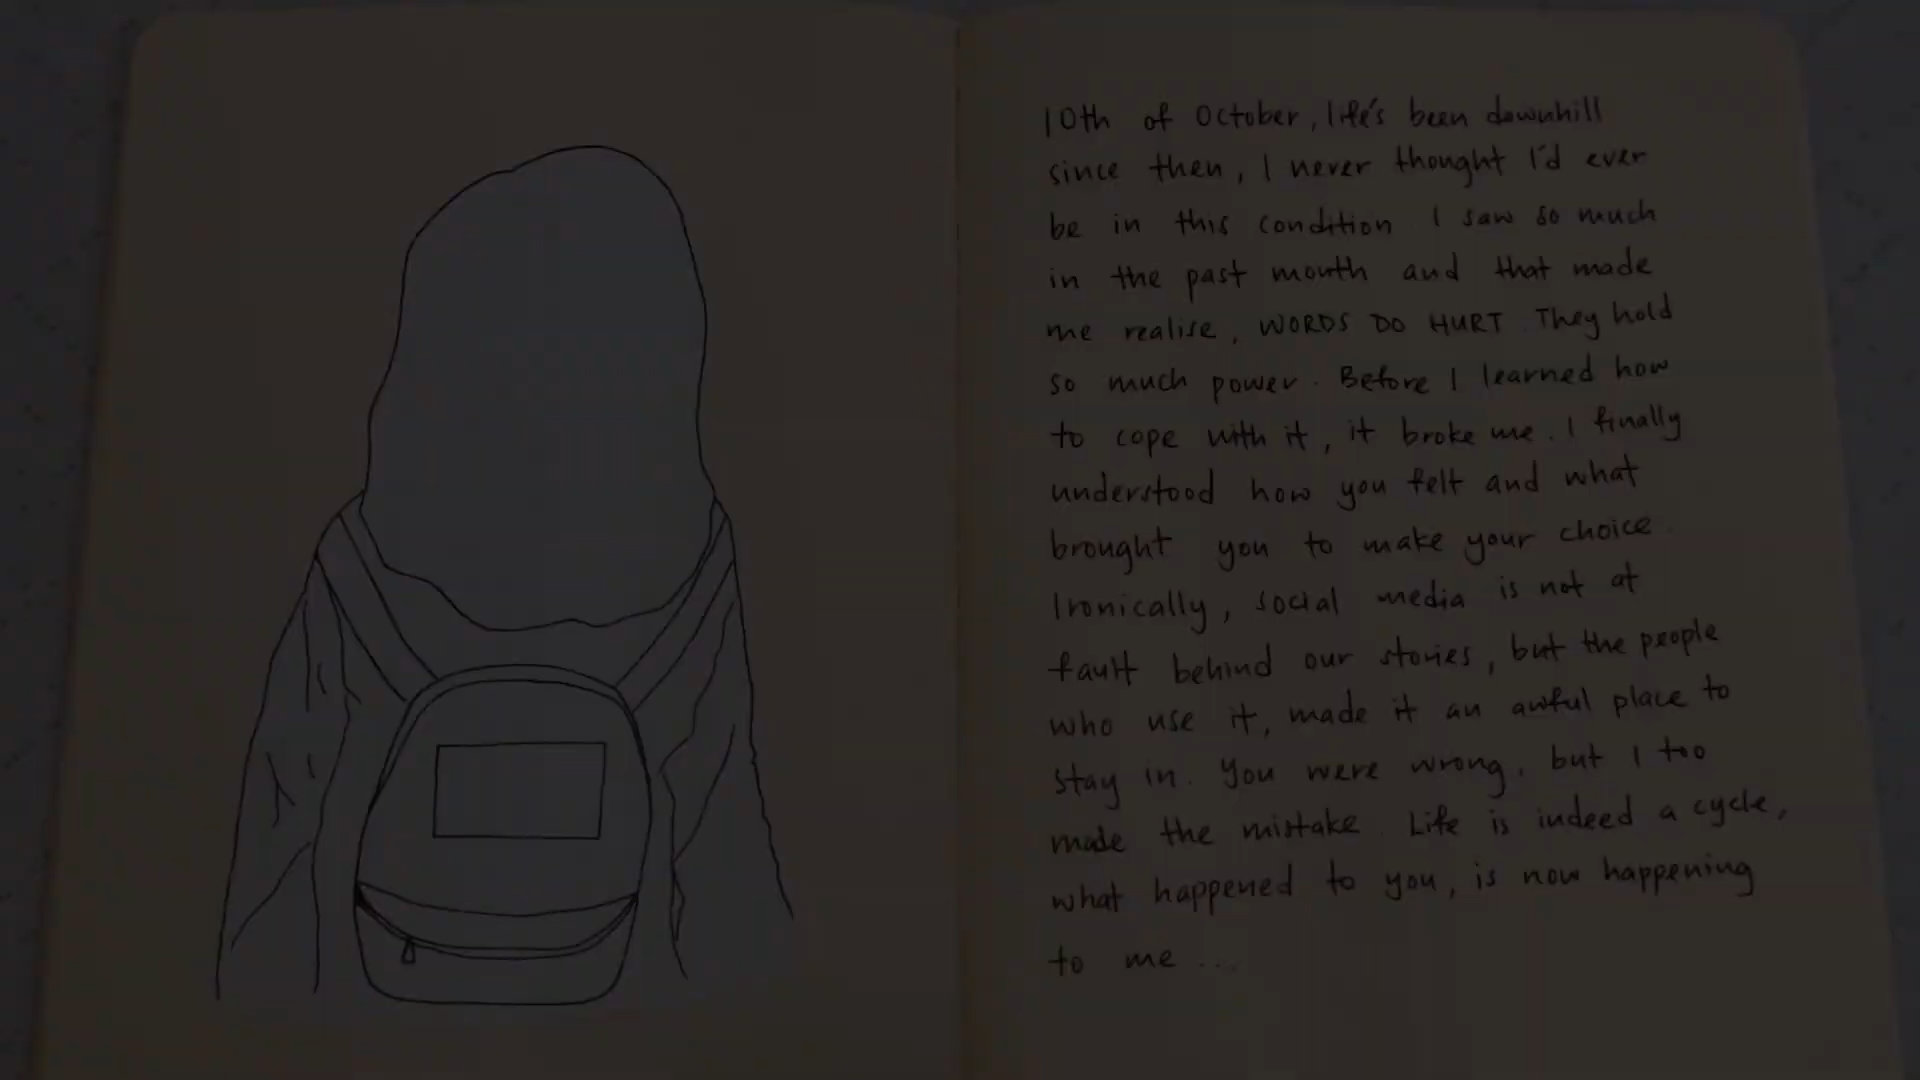 10th of October, life's been downhill
since then, I never thought I'd ever
be in this condition I saw so much
in the past month and that made
me realise, WORDS DO HURT. They hold
so much power. Before I learned how
to cope with it, it broke me. I finally
understood how you felt and what
brought you to make your choice.
Ironically, social media is not at
fault behind our stories, but the people
who use it, made it an awful place to
stay in. You were wrong, but I too
made the mistake. Life is indeed a cycle,
what happened to you, is now happening
to me ...